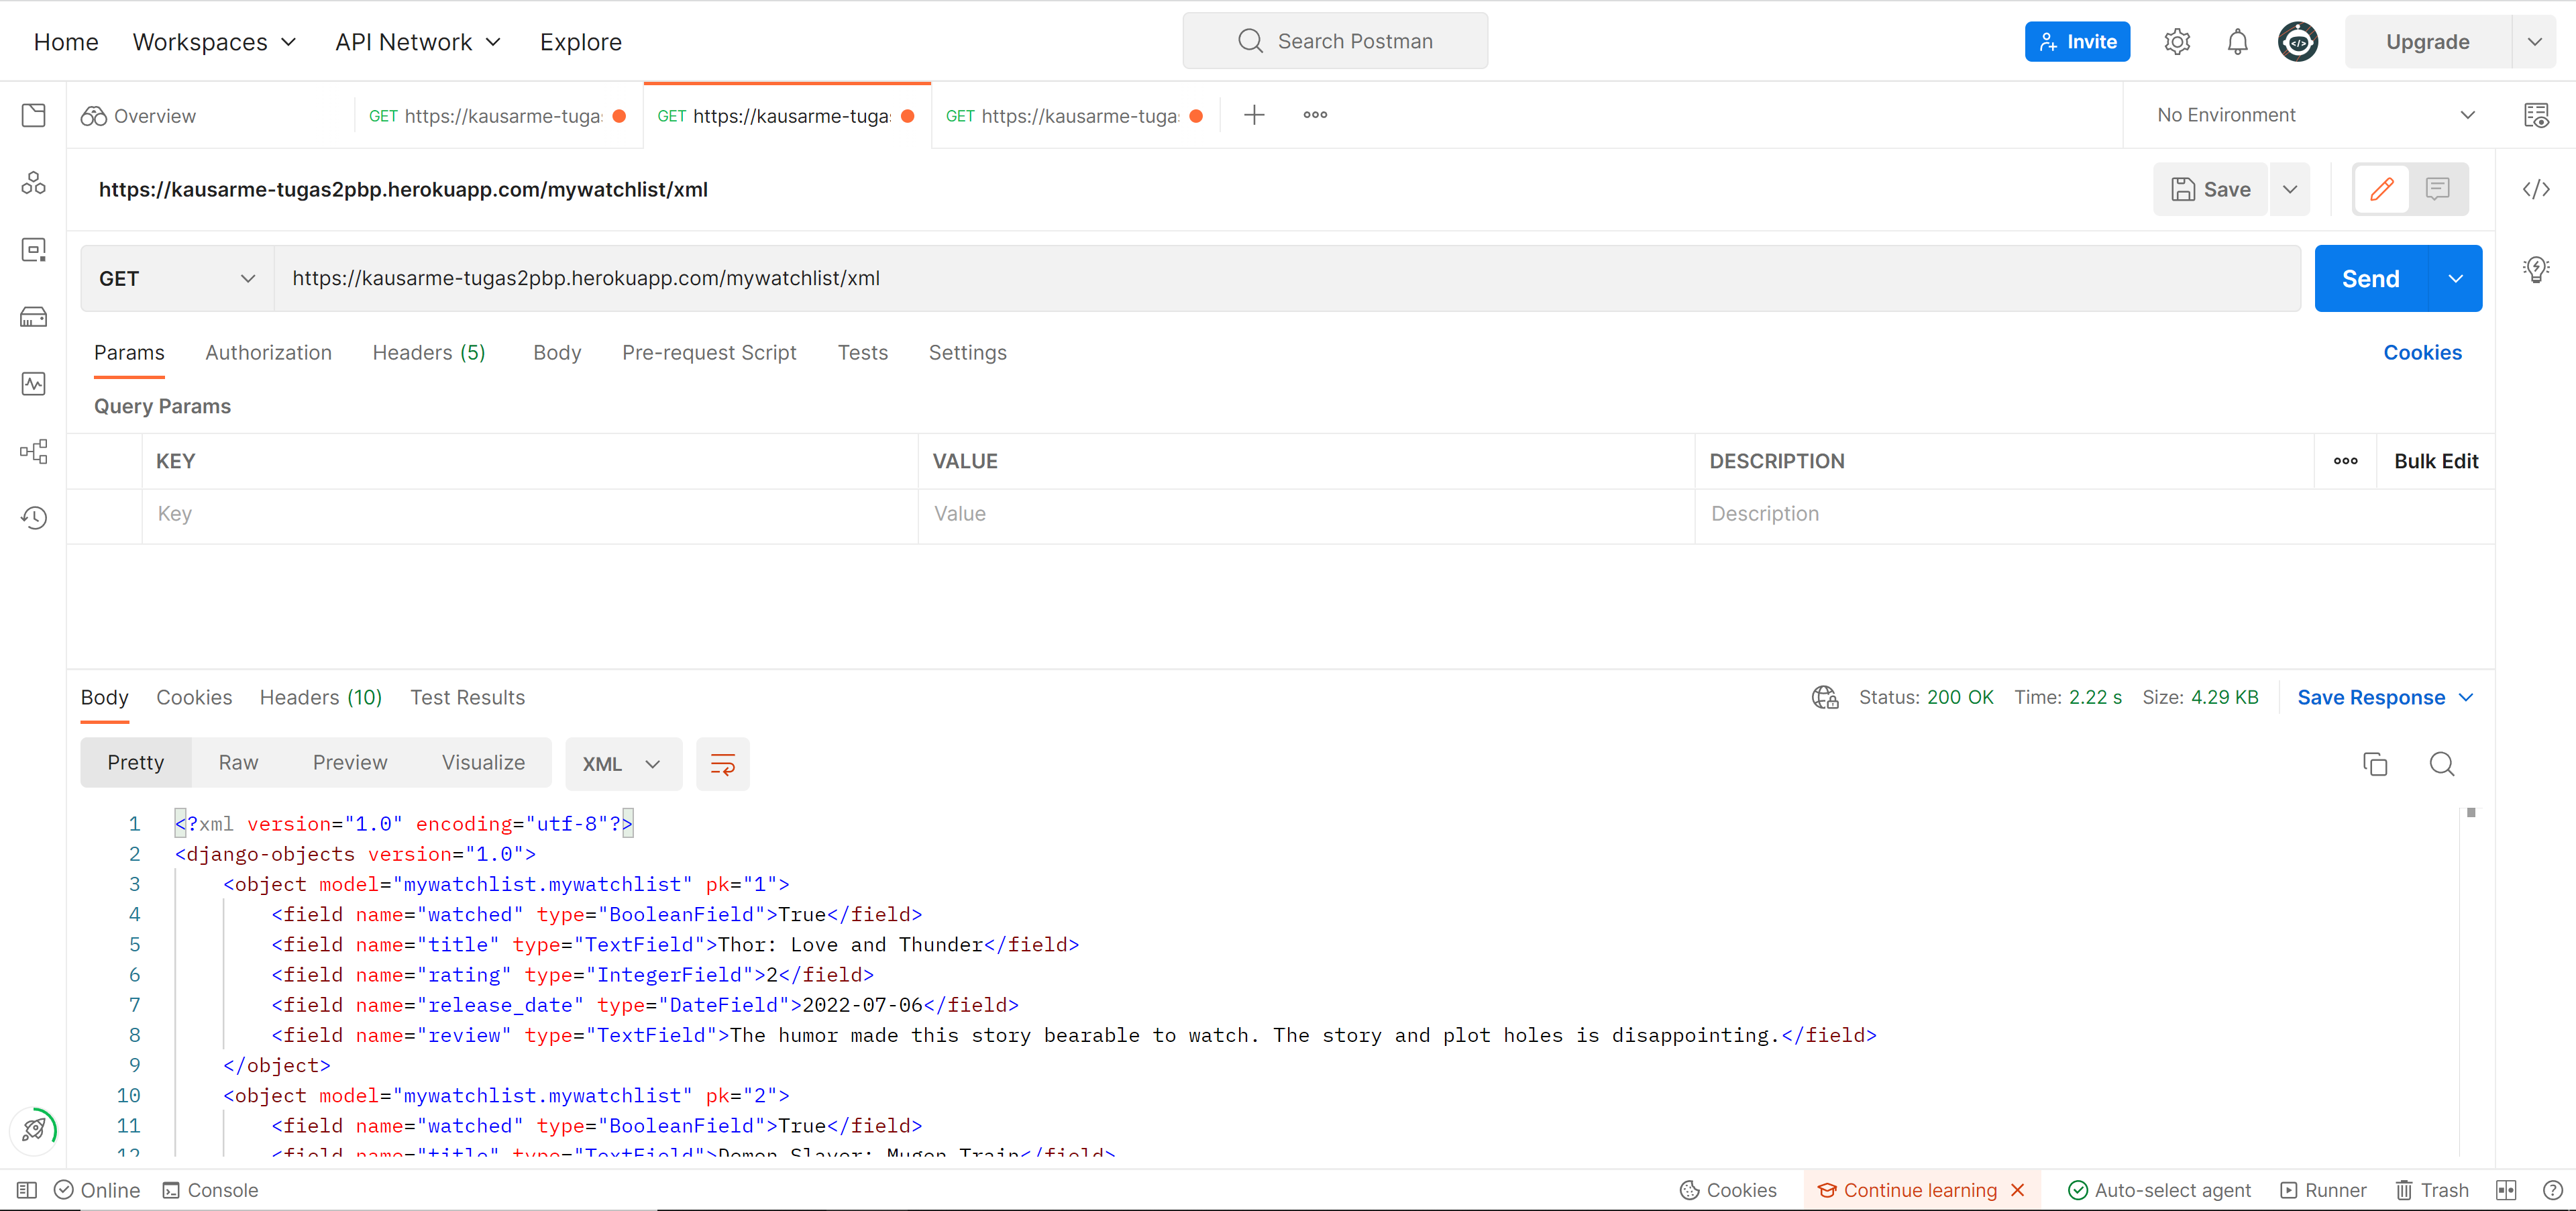 Home Workspaces API Network Explore Search Postman Invite Upgrade
Overview GET https://kausarme-tuga GET https://kausarme-tuga GET https://kausarme-tuga No Environment
https://kausarme-tugas2pbp.herokuapp.com/mywatchlist/xml Save
GET https://kausarme-tugas2pbp.herokuapp.com/mywatchlist/xml Send
Params Authorization Headers (5) Body Pre-request Script Tests Settings Cookies
Query Params
KEY VALUE DESCRIPTION Bulk Edit
Key Value Description
Body Cookies Headers (10) Test Results Status: 200 OK Time: 2.22 s Size: 4.29 KB Save Response
Pretty Raw Preview Visualize XML
1 <?xml version="1.0" encoding="utf-8"?>
2 <django-objects version="1.0">
3 <object model="mywatchlist.mywatchlist" pk="1">
4 <field name="watched" type="BooleanField">True</field>
5 <field name="title" type="TextField">Thor: Love and Thunder</field>
6 <field name="rating" type="IntegerField">2</field>
7 <field name="release_date" type="DateField">2022-07-06</field>
8 <field name="review" type="TextField">The humor made this story bearable to watch. The story and plot holes is disappointing.</field>
9 </object>
10 <object model="mywatchlist.mywatchlist" pk="2">
11 <field name="watched" type="BooleanField">True</field>
12 <field name="title" type="TextField">Demon Slayer: Mugen Train</field>
Online Console Cookies Continue learning Auto-select agent Runner Trash